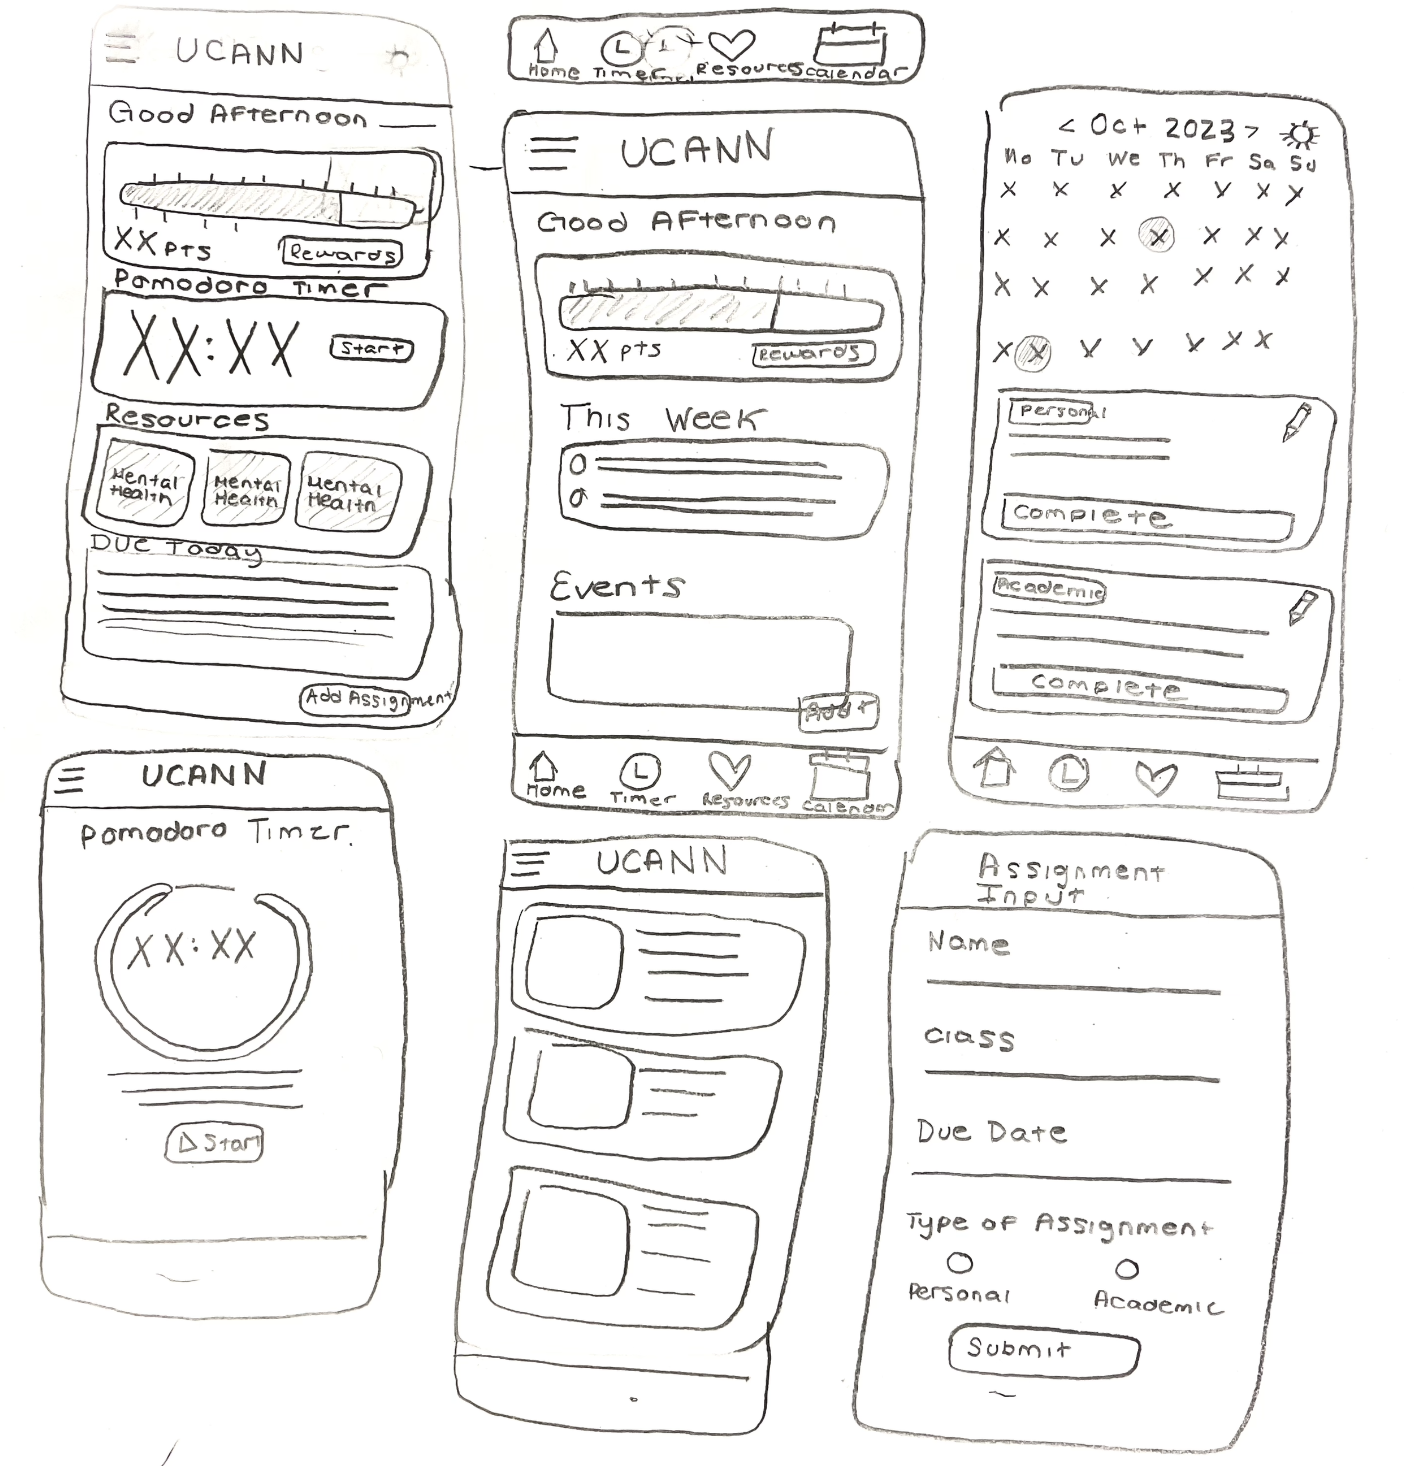 UCANN
Good Afternoon
XX pts
Rewards
Pomodoro Timer
XX:XX
Start
Resources
Mental Health
Mental Health
Mental Health
Due Today
Add Assignment
Home Timer Resources Calendar
UCANN
Good Afternoon
XX pts
Rewards
This Week
Events
Add +
Home Timer Resources Calendar
< Oct 2023 >
Mo Tu We Th Fr Sa Su
X X X X X X X
X X X X X X X
X X X X X X X
X X X X X X X
Personal
Complete
Academic
Complete
UCANN
Pomodoro Timer.
XX:XX
Start
UCANN
Assignment
Input
Name
Class
Due Date
Type of Assignment
Personal
Academic
Submit